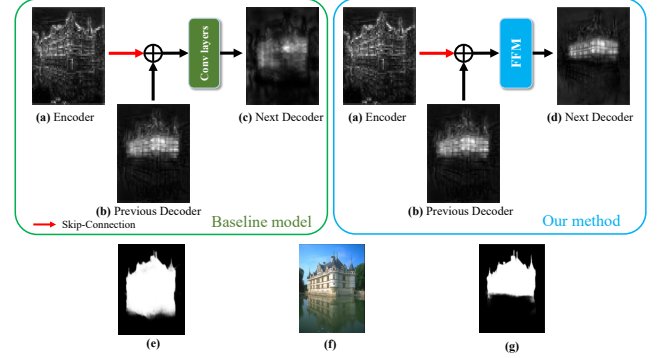 Conv layers
(a) Encoder
(c) Next Decoder
(b) Previous Decoder
Skip-Connection
Baseline model
FFM
(a) Encoder
(d) Next Decoder
(b) Previous Decoder
Our method
(e)
(f)
(g)